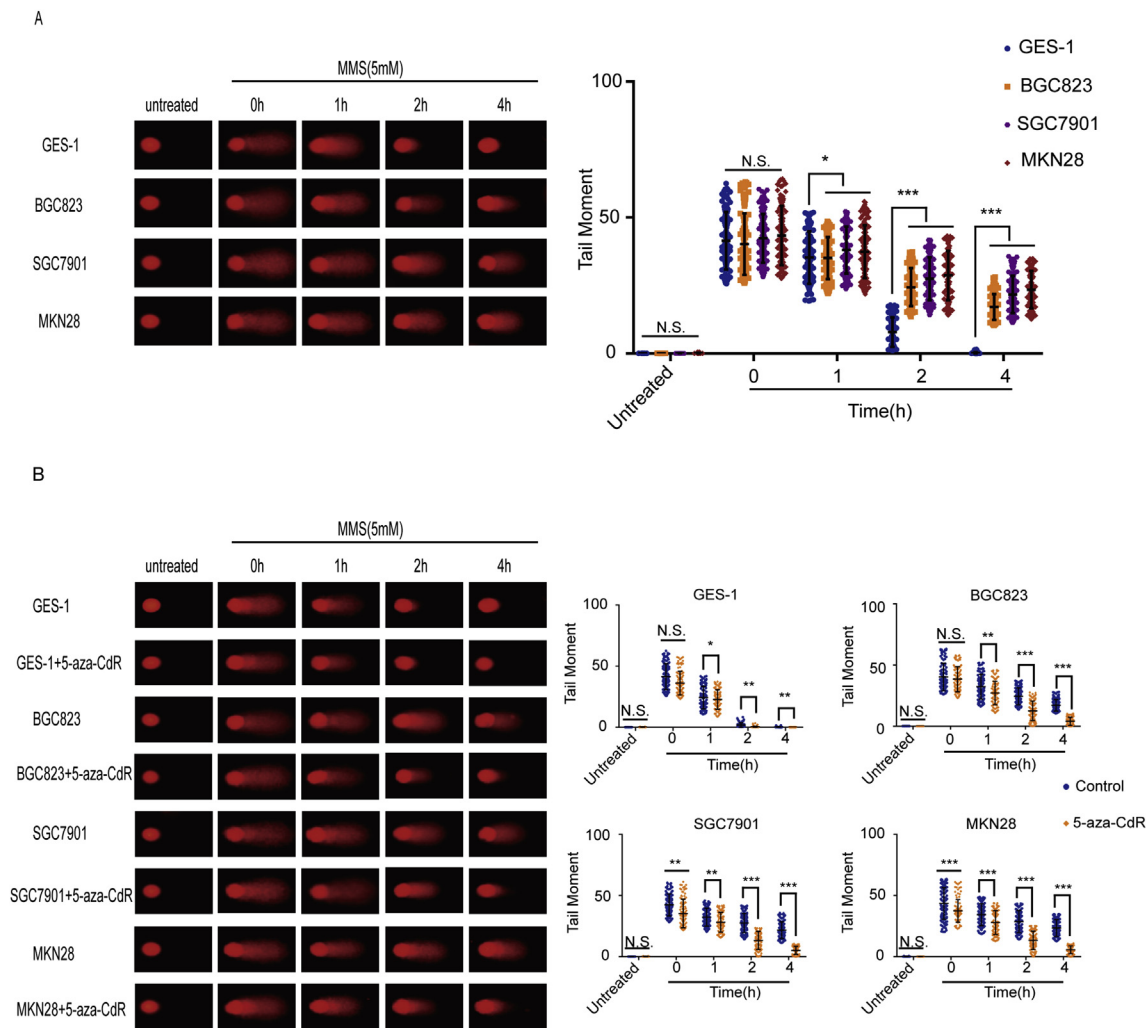 A
MMS(5mM)
untreated 0h 1h 2h 4h
GES-1
BGC823
SGC7901
MKN28
GES-1
BGC823
SGC7901
MKN28
Tail Moment
100
50
0
N.S.
N.S.
*
***
***
Untreated 0 1 2 4
Time(h)
B
MMS(5mM)
untreated 0h 1h 2h 4h
GES-1
GES-1+5-aza-CdR
BGC823
BGC823+5-aza-CdR
SGC7901
SGC7901+5-aza-CdR
MKN28
MKN28+5-aza-CdR
GES-1
Tail Moment
100
50
0
N.S.
N.S.
*
**
**
Untreated 0 1 2 4
Time(h)
BGC823
Tail Moment
100
50
0
N.S.
N.S.
**
***
***
Untreated 0 1 2 4
Time(h)
Control
5-aza-CdR
SGC7901
Tail Moment
100
50
0
N.S.
**
**
***
***
Untreated 0 1 2 4
Time(h)
MKN28
Tail Moment
100
50
0
N.S.
***
***
***
***
Untreated 0 1 2 4
Time(h)